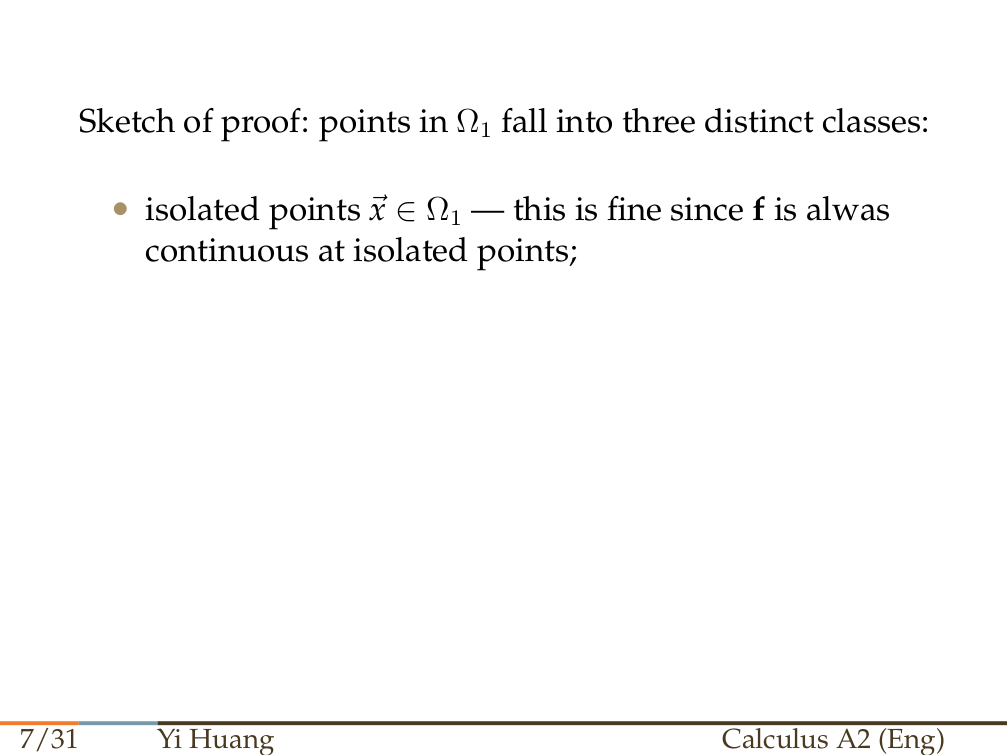 Sketch of proof: points in Ω₁ fall into three distinct classes:
• isolated points x⃗ ∈ Ω₁ — this is fine since f is alwas
continuous at isolated points;
7/31 Yi Huang Calculus A2 (Eng)